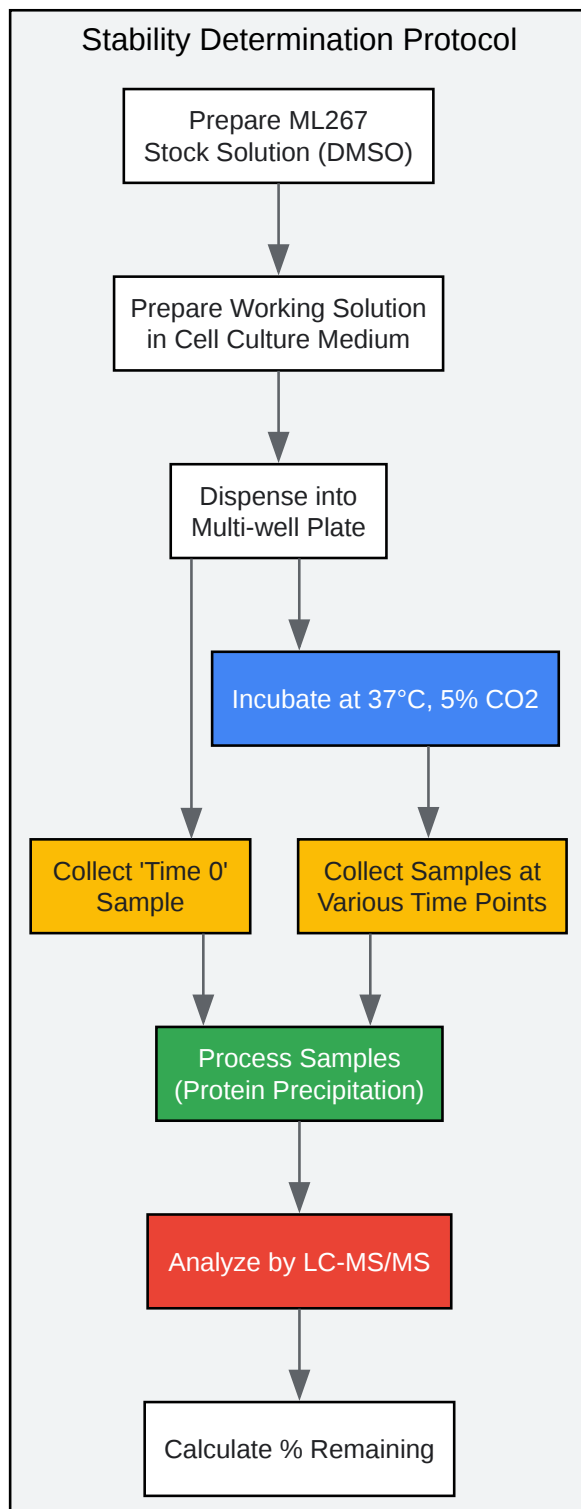 Stability Determination Protocol
Prepare ML267
Stock Solution (DMSO)
Prepare Working Solution
in Cell Culture Medium
Dispense into
Multi-well Plate
Incubate at 37°C, 5% CO2
Collect 'Time 0'
Sample
Collect Samples at
Various Time Points
Process Samples
(Protein Precipitation)
Analyze by LC-MS/MS
Calculate % Remaining